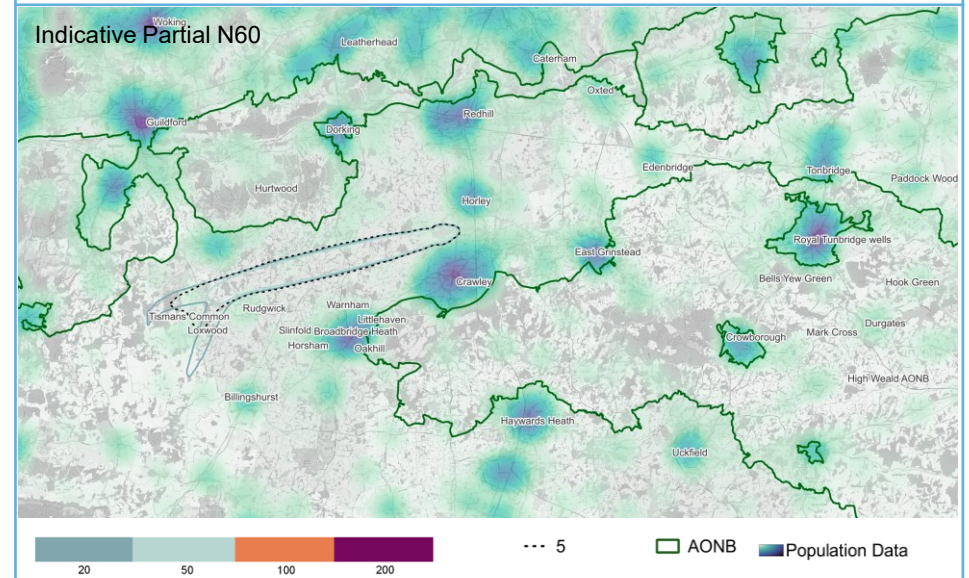 Woking
Indicative Partial N60
Leatherhead
Caterham
Oxted
Redhill
Guildford
Dorking
Edenbridge
Tonbridge
Paddock Wood
Hurtwood
Horley
Royal Tunbridge wells
East Grinstead
Crawley
Bells Yew Green
Hook Green
Rudgwick
Warnham
Tismans Common
Littlehaven
Loxwood
Slinfold
Broadbridge Heath
Durgates
Mark Cross
Crowborough
Horsham
Oakhill
High Weald AONB
Billingshurst
Haywards Heath
Uckfield
20
50
100
200
5
AONB
Population Data